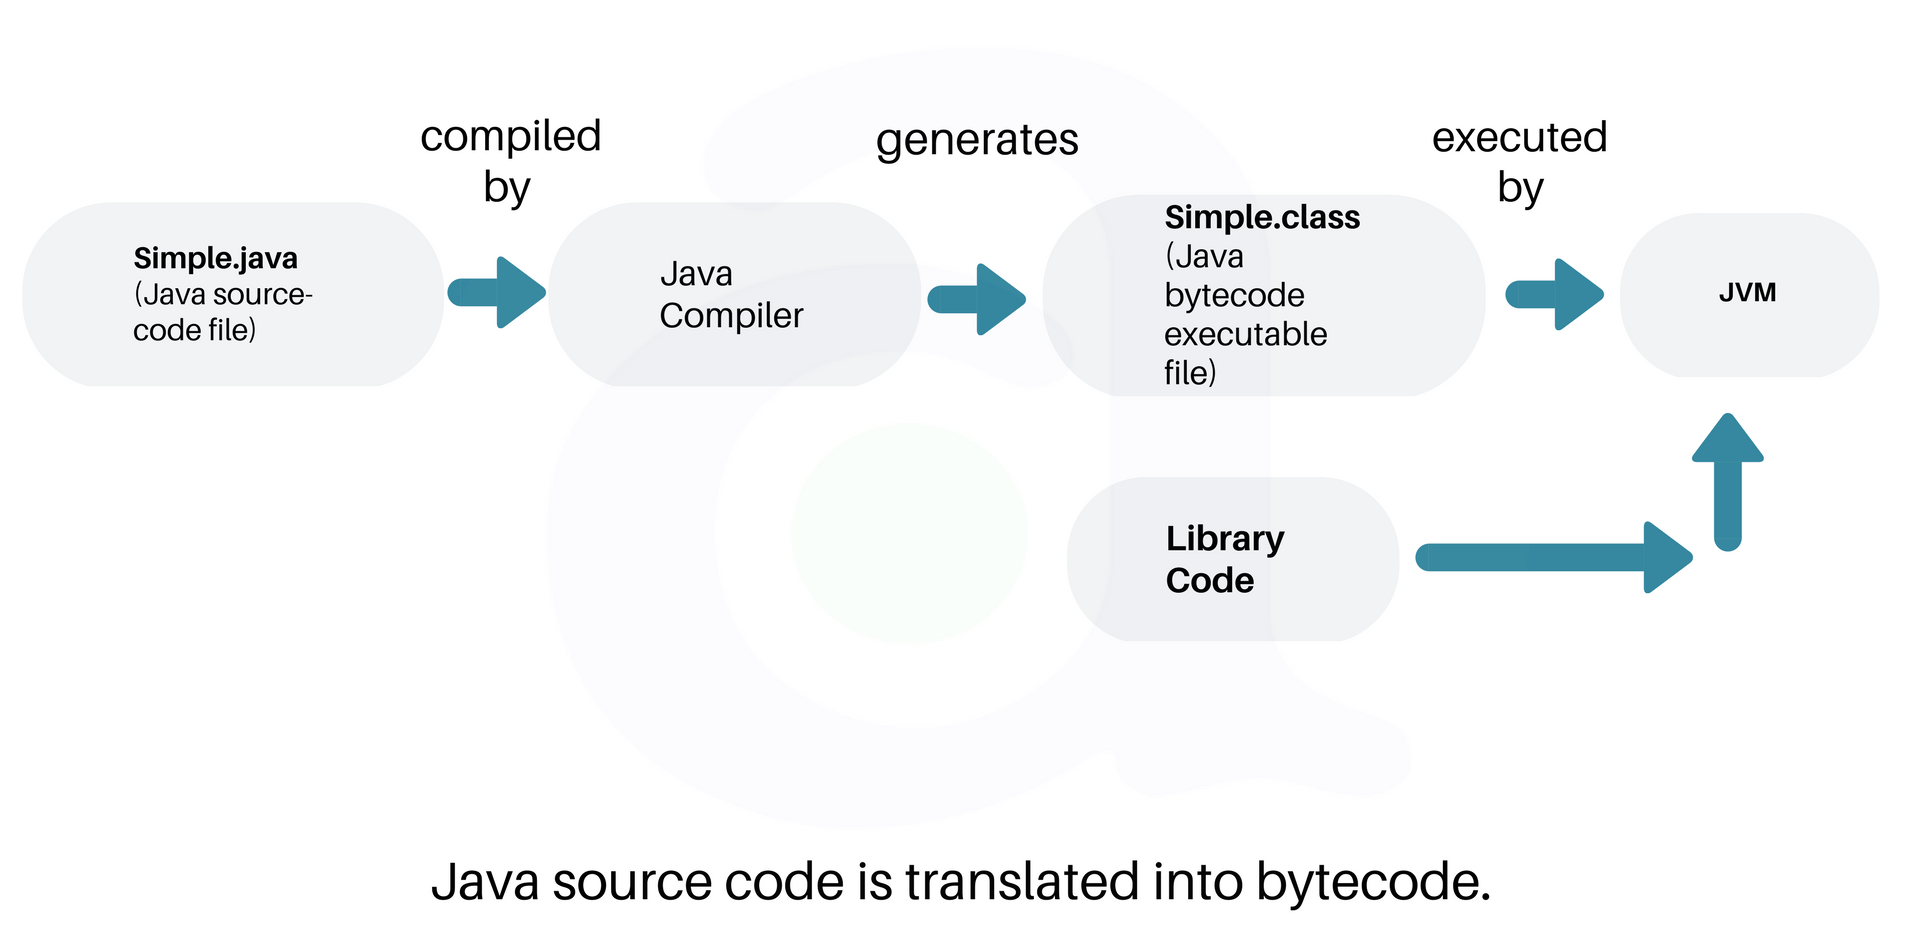 compiled
by
generates
executed
by
Simple.java
(Java source-
code file)
Java
Compiler
Simple.class
(Java
bytecode
executable
file)
JVM
Library
Code
Java source code is translated into bytecode.